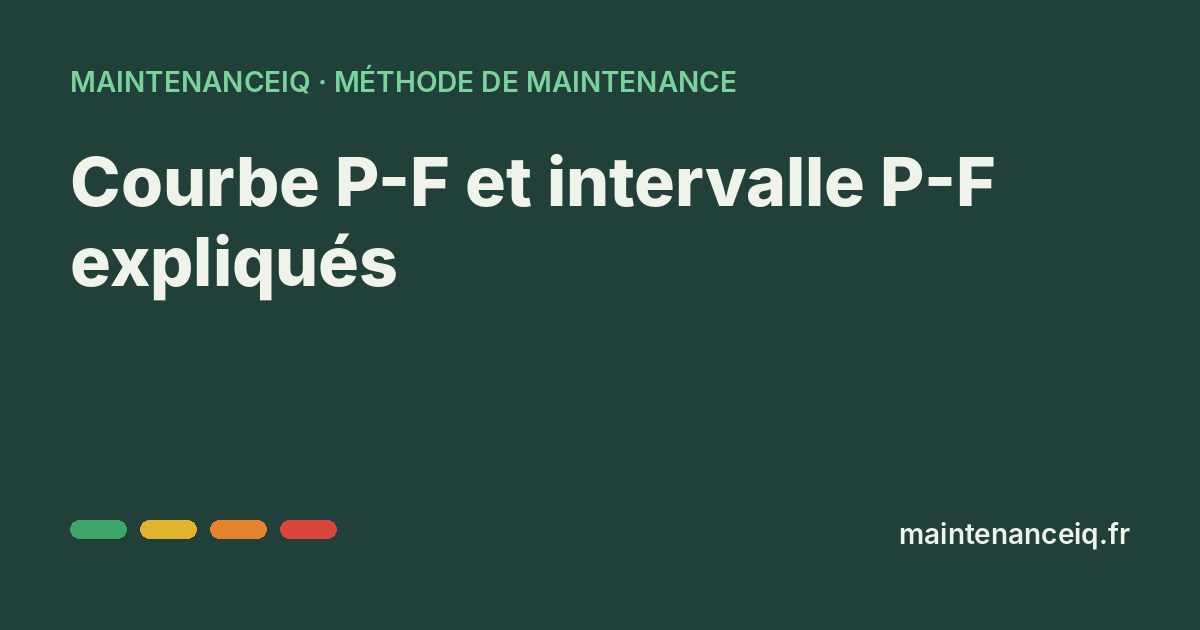 MAINTENANCEIQ · MÉTHODE DE MAINTENANCE
Courbe P-F et intervalle P-F
expliqués
maintenanceiq.fr